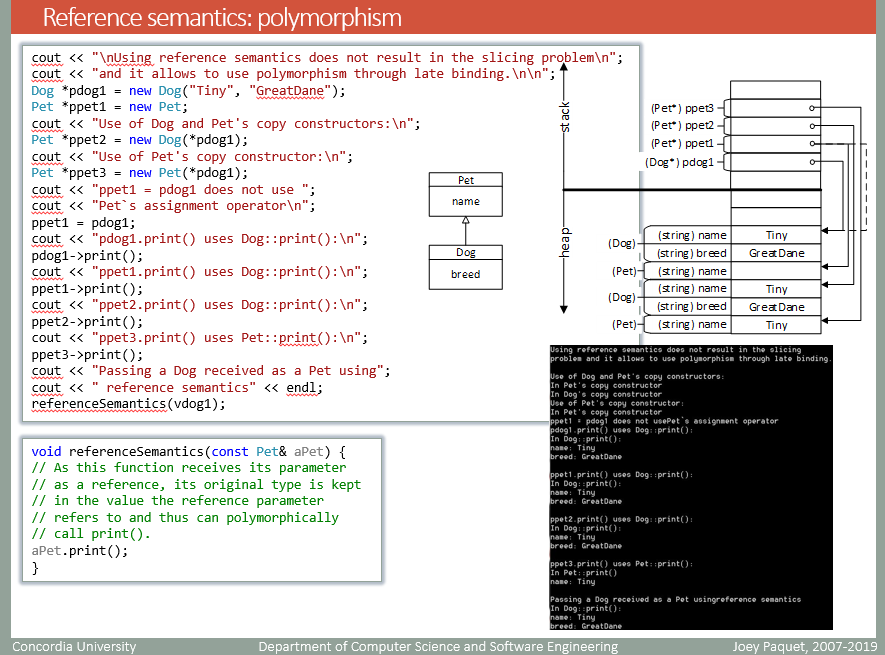 Reference semantics: polymorphism
cout << "\nUsing reference semantics does not result in the slicing problem\n";
cout << "and it allows to use polymorphism through late binding.\n\n";
Dog *pdog1 = new Dog("Tiny", "GreatDane");
Pet *ppet1 = new Pet;
cout << "Use of Dog and Pet's copy constructors:\n";
Pet *ppet2 = new Dog(*pdog1);
cout << "Use of Pet's copy constructor:\n";
Pet *ppet3 = new Pet(*pdog1);
cout << "ppet1 = pdog1 does not use ";
cout << "Pet`s assignment operator\n";
ppet1 = pdog1;
cout << "pdog1.print() uses Dog::print():\n";
pdog1->print();
cout << "ppet1.print() uses Dog::print():\n";
ppet1->print();
cout << "ppet2.print() uses Dog::print():\n";
ppet2->print();
cout << "ppet3.print() uses Pet::print():\n";
ppet3->print();
cout << "Passing a Dog received as a Pet using";
cout << " reference semantics" << endl;
referenceSemantics(vdog1);
Pet
name
Dog
breed
stack
heap
(Pet*) ppet3
(Pet*) ppet2
(Pet*) ppet1
(Dog*) pdog1
(Dog)
(string) name Tiny
(string) breed GreatDane
(Pet) (string) name
(Dog)
(string) name Tiny
(string) breed GreatDane
(Pet) (string) name Tiny
void referenceSemantics(const Pet& aPet) {
// As this function receives its parameter
// as a reference, its original type is kept
// in the value the reference parameter
// refers to and thus can polymorphically
// call print().
aPet.print();
}
Using reference semantics does not result in the slicing
problem and it allows to use polymorphism through late binding.
Use of Dog and Pet's copy constructors:
In Pet's copy constructor
In Dog's copy constructor
Use of Pet's copy constructor:
In Pet's copy constructor
ppet1 = pdog1 does not usePet`s assignment operator
pdog1.print() uses Dog::print():
In Dog::print():
name: Tiny
breed: GreatDane
ppet1.print() uses Dog::print():
In Dog::print():
name: Tiny
breed: GreatDane
ppet2.print() uses Dog::print():
In Dog::print():
name: Tiny
breed: GreatDane
ppet3.print() uses Pet::print():
In Pet::print()
name: Tiny
Passing a Dog received as a Pet usingreference semantics
In Dog::print():
name: Tiny
breed: GreatDane
Concordia University
Department of Computer Science and Software Engineering
Joey Paquet, 2007-2019